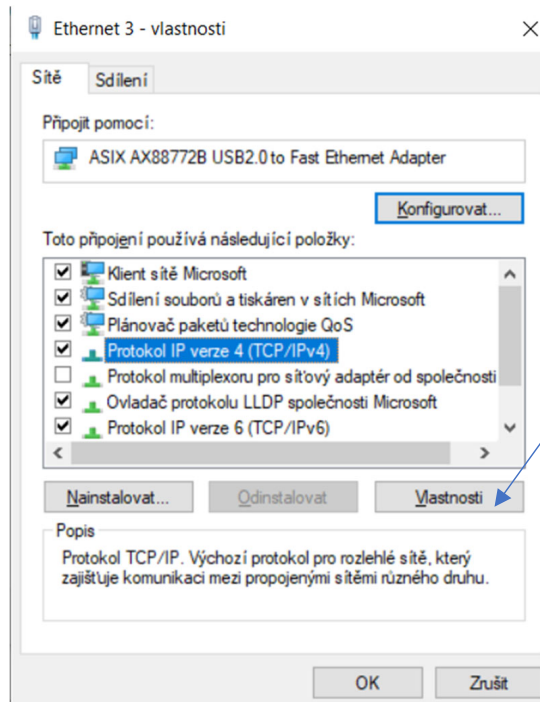 Ethernet 3 - vlastnosti
Sítě
Sdílení
Připojit pomocí:
ASIX AX88772B USB2.0 to Fast Ethernet Adapter
Konfigurovat...
Toto připojení používá následující položky:
Klient sítě Microsoft
Sdílení souborů a tiskáren v sítích Microsoft
Plánovač paketů technologie QoS
Protokol IP verze 4 (TCP/IPv4)
Protokol multiplexoru pro síťový adaptér od společnosti
Ovladač protokolu LLDP společnosti Microsoft
Protokol IP verze 6 (TCP/IPv6)
Nainstalovat...
Odinstalovat
Vlastnosti
Popis
Protokol TCP/IP. Výchozí protokol pro rozlehlé sítě, který
zajišťuje komunikaci mezi propojenými sítěmi různého druhu.
OK
Zrušit